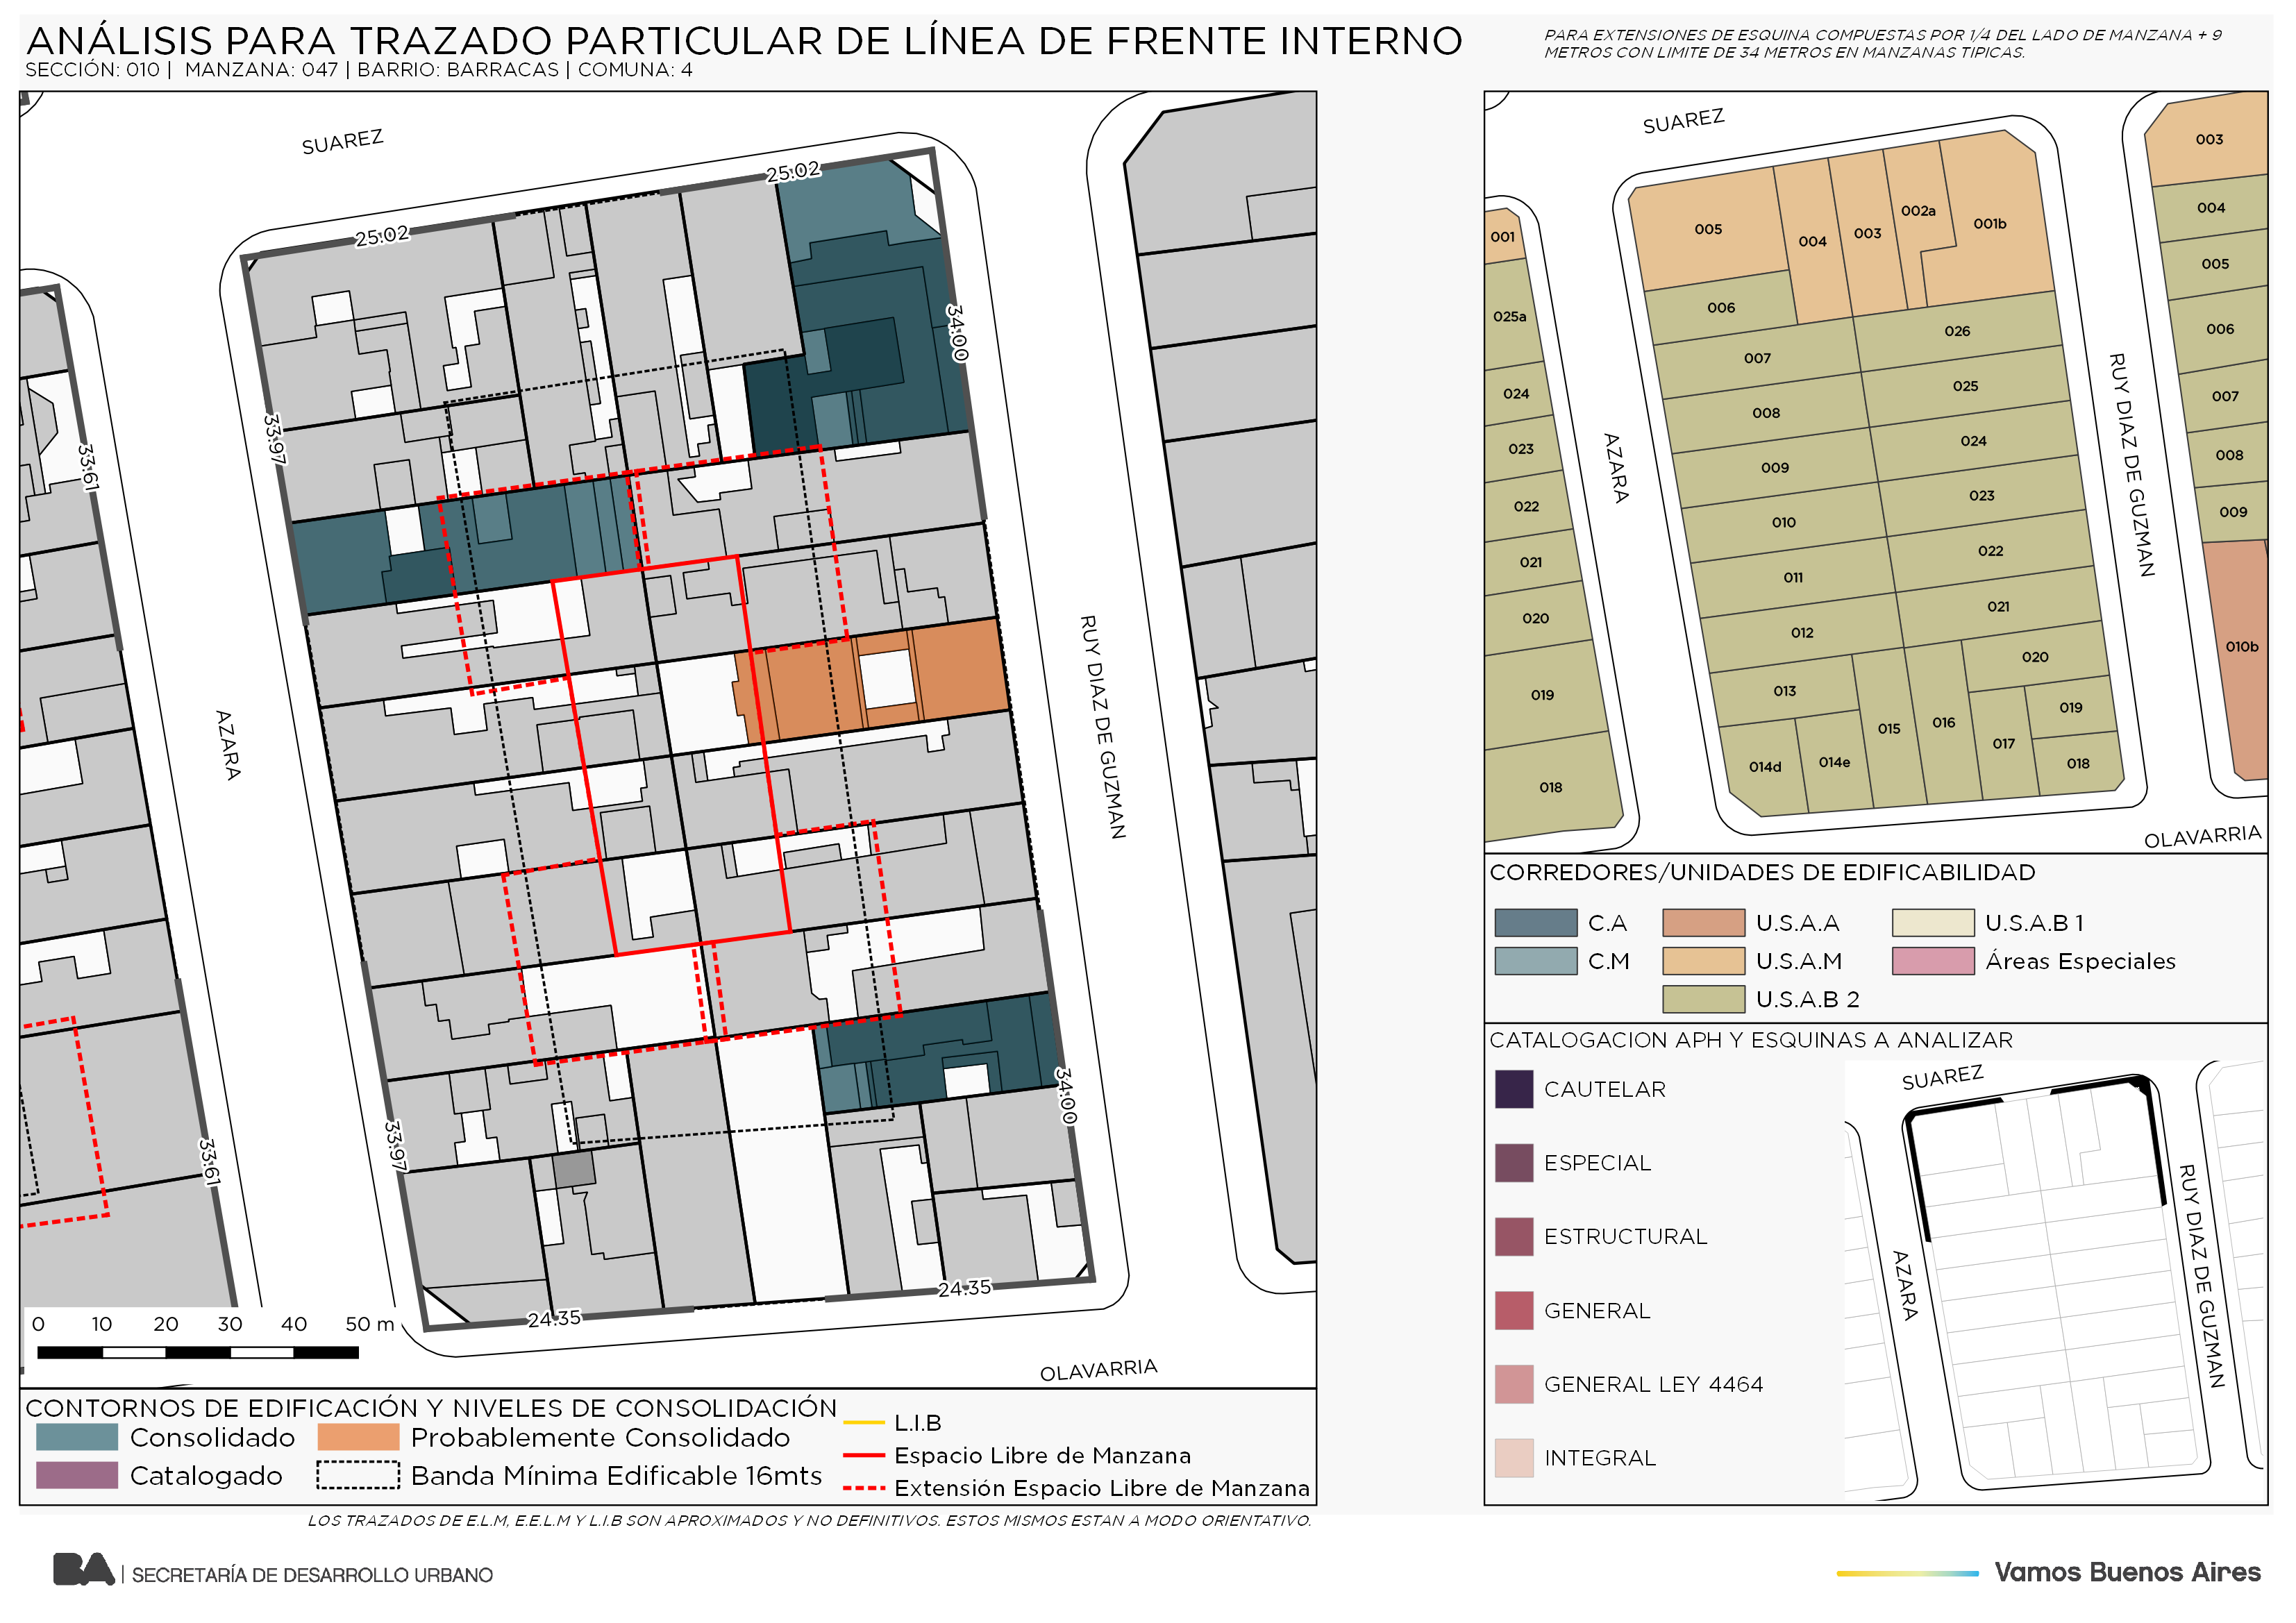 ANÁLISIS PARA TRAZADO PARTICULAR DE LÍNEA DE FRENTE INTERNO
SECCIÓN: 010 | MANZANA: 047 | BARRIO: BARRACAS | COMUNA: 4
PARA EXTENSIONES DE ESQUINA COMPUESTAS POR 1/4 DEL LADO DE MANZANA + 9
METROS CON LIMITE DE 34 METROS EN MANZANAS TIPICAS.
SUAREZ
25.02
25.02
34.00
33.97
33.61
AZARA
RUY DIAZ DE GUZMAN
34.00
33.97
33.61
24.35
24.35
OLAVARRIA
0 10 20 30 40 50 m
CONTORNOS DE EDIFICACIÓN Y NIVELES DE CONSOLIDACIÓN
Consolidado
Probablemente Consolidado
Catalogado
Banda Mínima Edificable 16mts
L.I.B
Espacio Libre de Manzana
Extensión Espacio Libre de Manzana
LOS TRAZADOS DE E.L.M, E.E.L.M Y L.I.B SON APROXIMADOS Y NO DEFINITIVOS. ESTOS MISMOS ESTAN A MODO ORIENTATIVO.
SUAREZ
AZARA
RUY DIAZ DE GUZMAN
OLAVARRIA
001
025a
024
023
022
021
020
019
018
005
004
003
002a
001b
006
026
007
025
008
024
009
023
010
022
011
021
012
020
013
019
016
015
017
014d
014e
018
003
004
005
006
007
008
009
010b
CORREDORES/UNIDADES DE EDIFICABILIDAD
C.A
U.S.A.A
U.S.A.B 1
C.M
U.S.A.M
Áreas Especiales
U.S.A.B 2
CATALOGACION APH Y ESQUINAS A ANALIZAR
CAUTELAR
ESPECIAL
ESTRUCTURAL
GENERAL
GENERAL LEY 4464
INTEGRAL
SUAREZ
AZARA
RUY DIAZ DE GUZMAN
BA | SECRETARÍA DE DESARROLLO URBANO
Vamos Buenos Aires